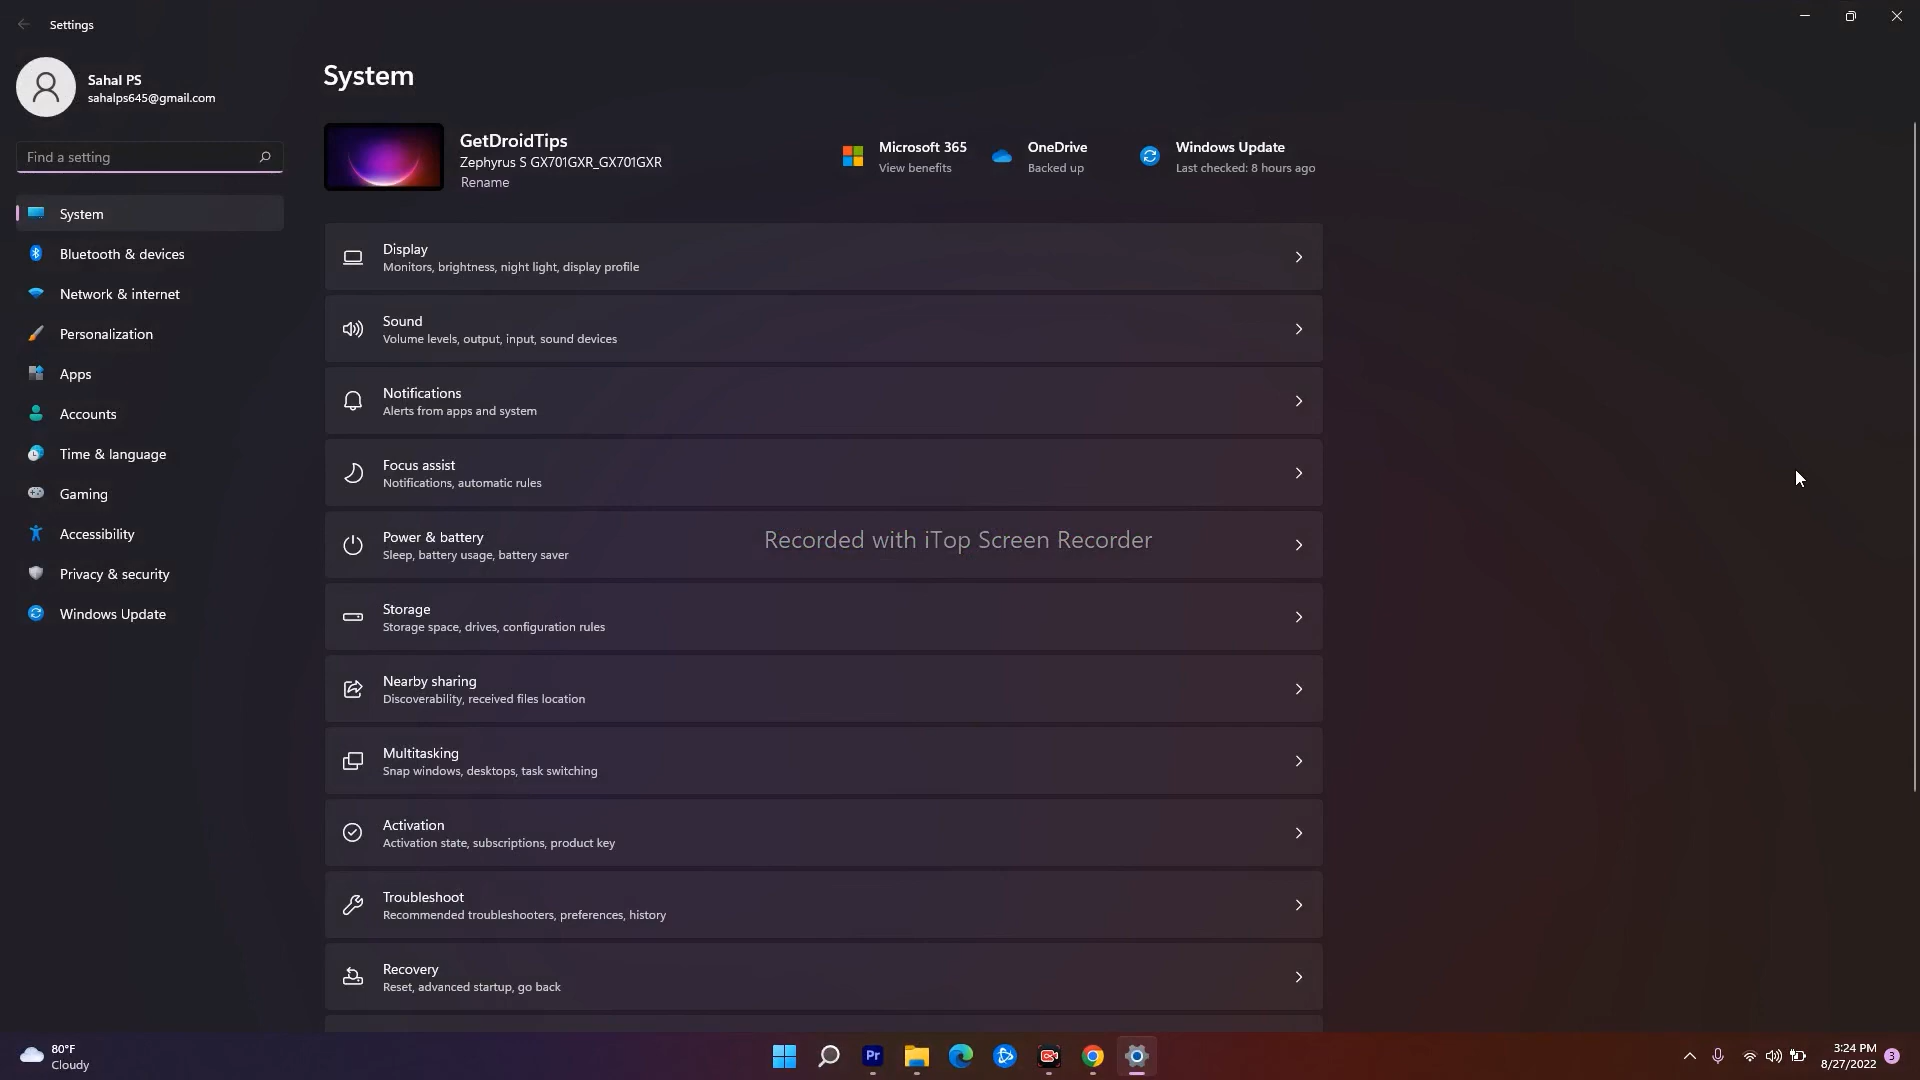 Settings
Sahal PS
sahalps645@gmail.com
Find a setting
System
Bluetooth & devices
Network & internet
Personalization
Apps
Accounts
Time & language
Gaming
Accessibility
Privacy & security
Windows Update
System
GetDroidTips
Zephyrus S GX701GXR_GX701GXR
Rename
Microsoft 365
View benefits
OneDrive
Backed up
Windows Update
Last checked: 8 hours ago
Display
Monitors, brightness, night light, display profile
Sound
Volume levels, output, input, sound devices
Notifications
Alerts from apps and system
Focus assist
Notifications, automatic rules
Power & battery
Sleep, battery usage, battery saver
Recorded with iTop Screen Recorder
Storage
Storage space, drives, configuration rules
Nearby sharing
Discoverability, received files location
Multitasking
Snap windows, desktops, task switching
Activation
Activation state, subscriptions, product key
Troubleshoot
Recommended troubleshooters, preferences, history
Recovery
Reset, advanced startup, go back
80°F
Cloudy
Pr
3:24 PM
8/27/2022
3